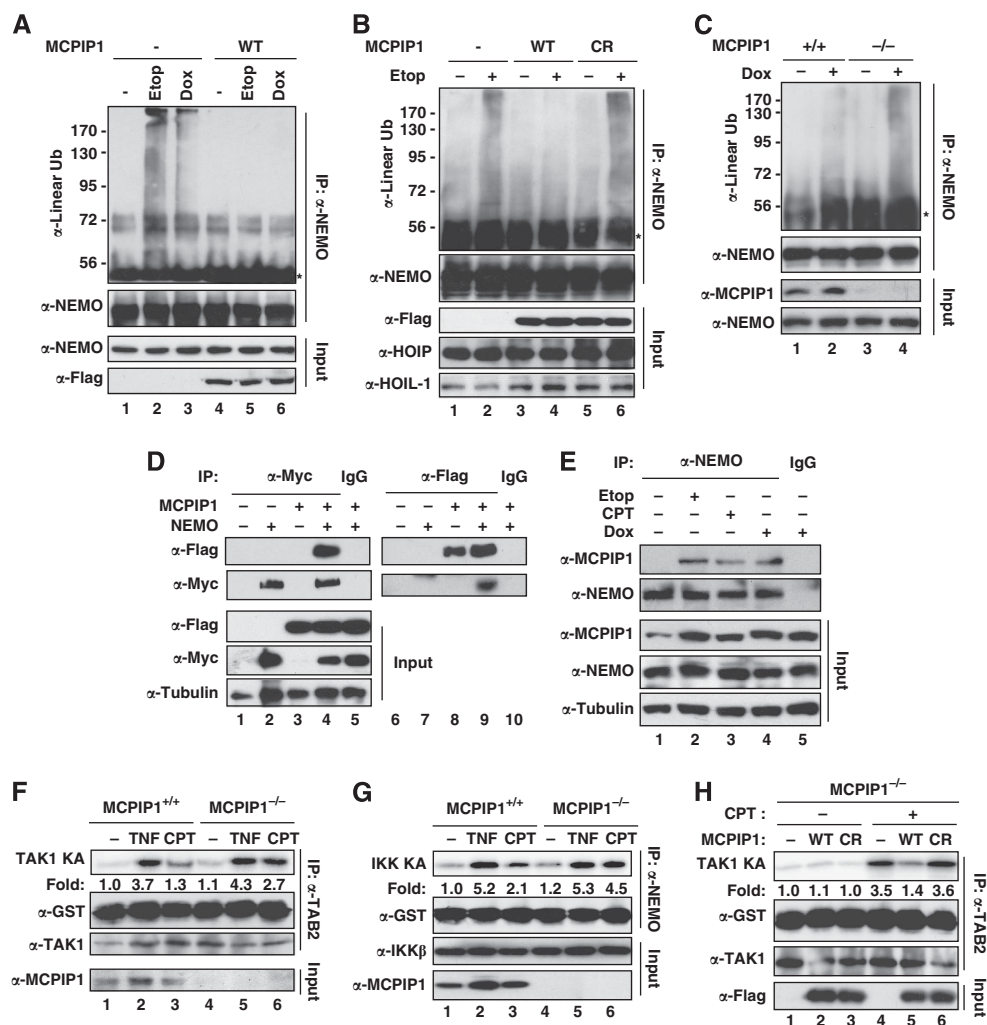 A
MCPIP1 - WT
- Etop Dox - Etop Dox
170 -
130 -
95 -
72 -
56 -
α-Linear Ub
*
IP: α-NEMO
α-NEMO
α-NEMO
α-Flag
Input
1 2 3 4 5 6
B
MCPIP1 - WT CR
Etop – + – + – +
170 -
130 -
95 -
72 -
56 -
α-Linear Ub
*
IP: α-NEMO
α-NEMO
α-Flag
α-HOIP
α-HOIL-1
Input
1 2 3 4 5 6
C
MCPIP1 +/+ –/–
Dox – + – +
170 -
130 -
95 -
72 -
56 -
α-Linear Ub
*
IP: α-NEMO
α-NEMO
α-MCPIP1
α-NEMO
Input
1 2 3 4
D
IP: α-Myc IgG α-Flag IgG
MCPIP1 – – + + + – – + + +
NEMO – + – + + – + – + +
α-Flag
α-Myc
α-Flag
α-Myc
α-Tubulin
Input
1 2 3 4 5 6 7 8 9 10
E
IP: α-NEMO IgG
Etop – + – – –
CPT – – + – –
Dox – – – + +
α-MCPIP1
α-NEMO
α-MCPIP1
α-NEMO
α-Tubulin
Input
1 2 3 4 5
F
MCPIP1+/+ MCPIP1–/–
– TNF CPT – TNF CPT
TAK1 KA
Fold: 1.0 3.7 1.3 1.1 4.3 2.7
α-GST
α-TAK1
IP: α-TAB2
α-MCPIP1
Input
1 2 3 4 5 6
G
MCPIP1+/+ MCPIP1–/–
– TNF CPT – TNF CPT
IKK KA
Fold: 1.0 5.2 2.1 1.2 5.3 4.5
α-GST
IP: α-NEMO
α-IKKβ
α-MCPIP1
Input
1 2 3 4 5 6
H
MCPIP1–/–
CPT : – +
MCPIP1: – WT CR – WT CR
TAK1 KA
Fold: 1.0 1.1 1.0 3.5 1.4 3.6
α-GST
α-TAK1
IP: α-TAB2
α-Flag
Input
1 2 3 4 5 6